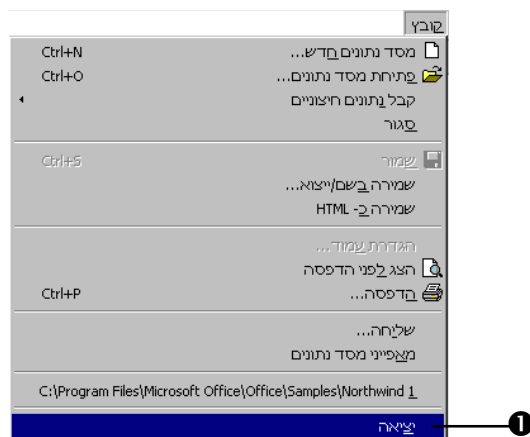 קובץ
מסד נתונים חדש... Ctrl+N
פתיחת מסד נתונים... Ctrl+O
קבל נתונים חיצוניים
סגור
שמור Ctrl+S
שמירה בשם/ייצוא...
שמירה כ- HTML
הגדרת עמוד...
הצג לפני הדפסה
הדפסה... Ctrl+P
שליחה...
מאפייני מסד נתונים
C:\Program Files\Microsoft Office\Office\Samples\Northwind 1
יציאה 1